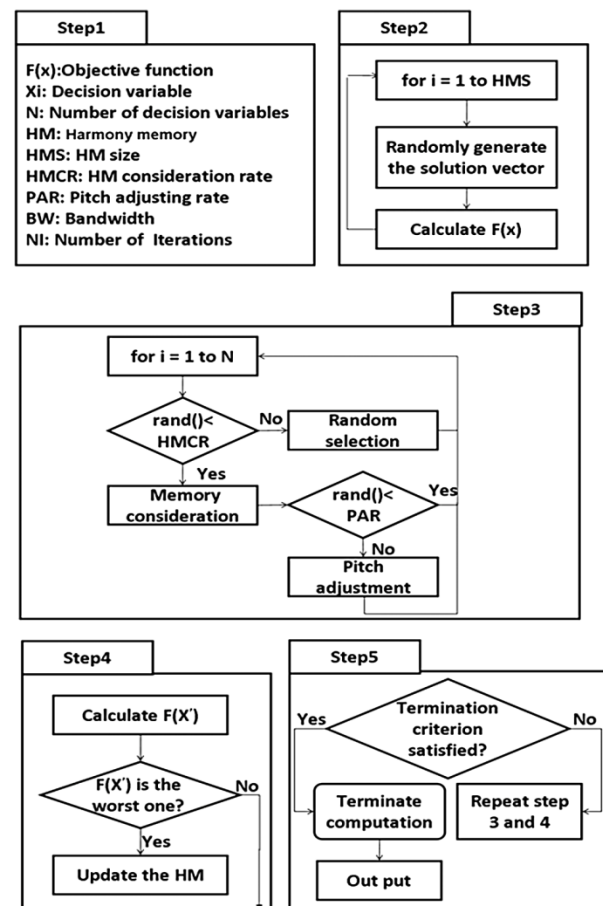 Step1
F(x):Objective function
Xi: Decision variable
N: Number of decision variables
HM: Harmony memory
HMS: HM size
HMCR: HM consideration rate
PAR: Pitch adjusting rate
BW: Bandwidth
NI: Number of Iterations
Step2
for i = 1 to HMS
Randomly generate
the solution vector
Calculate F(x)
Step3
for i = 1 to N
rand()<
HMCR
No
Random
selection
Yes
Memory
consideration
rand()<
PAR
Yes
No
Pitch
adjustment
Step4
Calculate F(X′)
F(X′) is the
worst one?
No
Yes
Update the HM
Step5
Termination
criterion
satisfied?
Yes
No
Terminate
computation
Repeat step
3 and 4
Out put